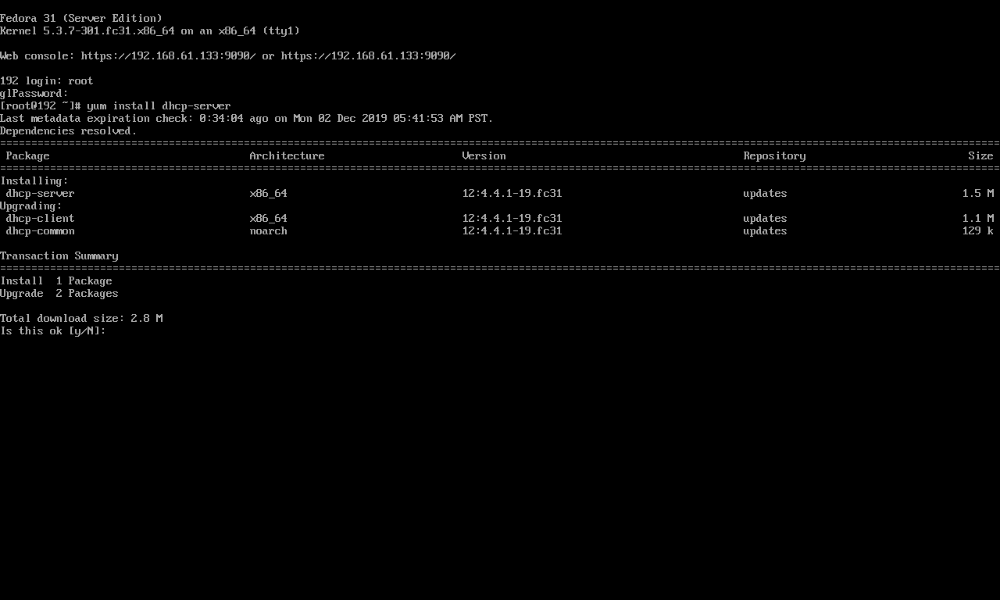 Fedora 31 (Server Edition)
Kernel 5.3.7-301.fc31.x86_64 on an x86_64 (tty1)
Web console: https://192.168.61.133:9090/ or https://192.168.61.133:9090/
192 login: root
glPassword:
[root@192 ~]# yum install dhcp-server
Last metadata expiration check: 0:34:04 ago on Mon 02 Dec 2019 05:41:53 AM PST.
Dependencies resolved.
================================================================================================================================================================
Package Architecture Version Repository Size
================================================================================================================================================================
Installing:
dhcp-server x86_64 12:4.4.1-19.fc31 updates 1.5 M
Upgrading:
dhcp-client x86_64 12:4.4.1-19.fc31 updates 1.1 M
dhcp-common noarch 12:4.4.1-19.fc31 updates 129 k
Transaction Summary
================================================================================================================================================================
Install 1 Package
Upgrade 2 Packages
Total download size: 2.8 M
Is this ok [y/N]: